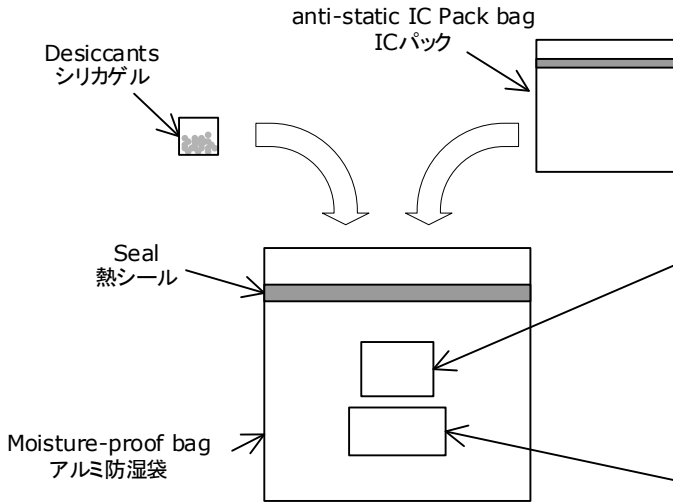 anti-static IC Pack bag
ICパック
Desiccants
シリカゲル
Seal
熱シール
Moisture-proof bag
アルミ防湿袋